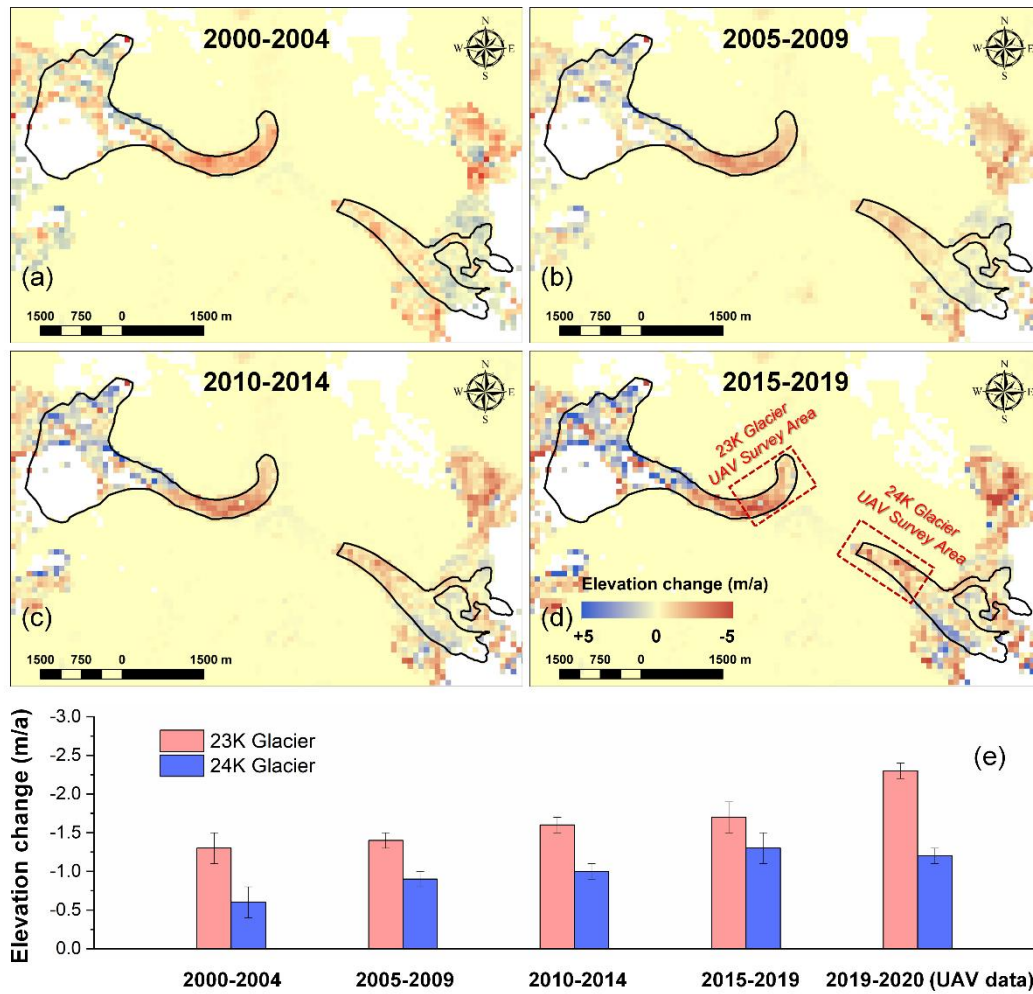 2000-2004
N
W E
S
(a)
1500 750 0 1500 m
2005-2009
N
W E
S
(b)
1500 750 0 1500 m
2010-2014
N
W E
S
(c)
1500 750 0 1500 m
2015-2019
N
W E
S
23K Glacier
UAV Survey Area
24K Glacier
UAV Survey Area
Elevation change (m/a)
+5 0 -5
(d)
1500 750 0 1500 m
Elevation change (m/a)
-3.0
-2.5
-2.0
-1.5
-1.0
-0.5
0.0
23K Glacier
24K Glacier
(e)
2000-2004 2005-2009 2010-2014 2015-2019 2019-2020 (UAV data)